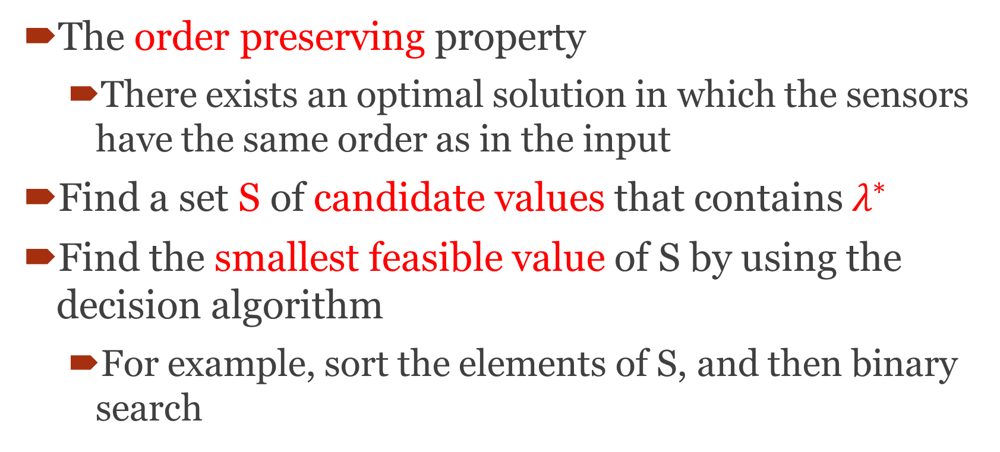 The order preserving property
There exists an optimal solution in which the sensors
have the same order as in the input
Find a set S of candidate values that contains λ*
Find the smallest feasible value of S by using the
decision algorithm
For example, sort the elements of S, and then binary
search